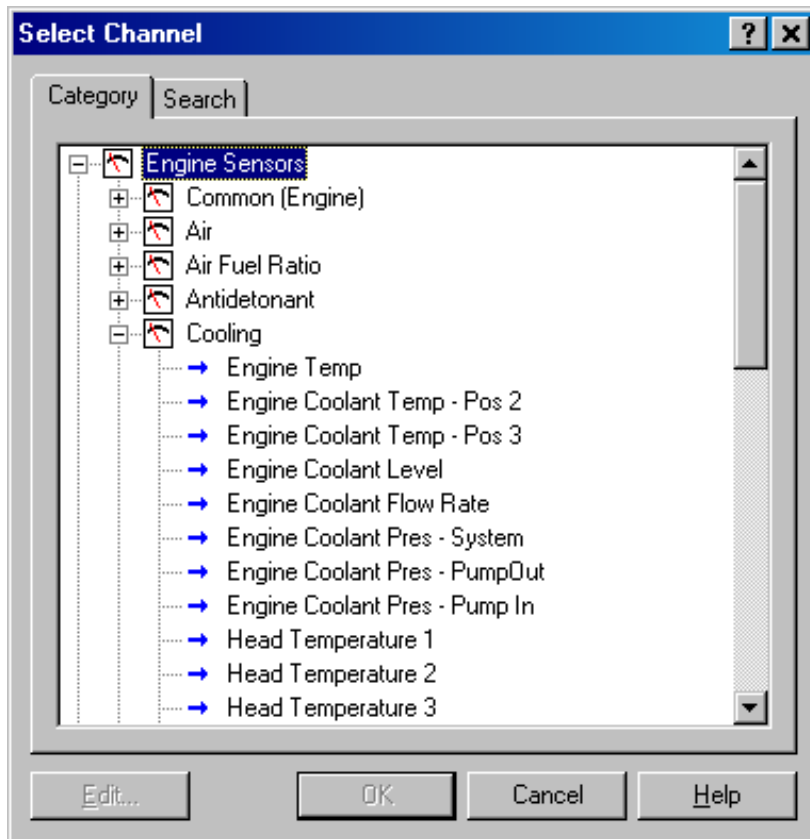 Select Channel
Category Search
Engine Sensors
Common (Engine)
Air
Air Fuel Ratio
Antidetonant
Cooling
Engine Temp
Engine Coolant Temp - Pos 2
Engine Coolant Temp - Pos 3
Engine Coolant Level
Engine Coolant Flow Rate
Engine Coolant Pres - System
Engine Coolant Pres - PumpOut
Engine Coolant Pres - Pump In
Head Temperature 1
Head Temperature 2
Head Temperature 3
Edit... OK Cancel Help